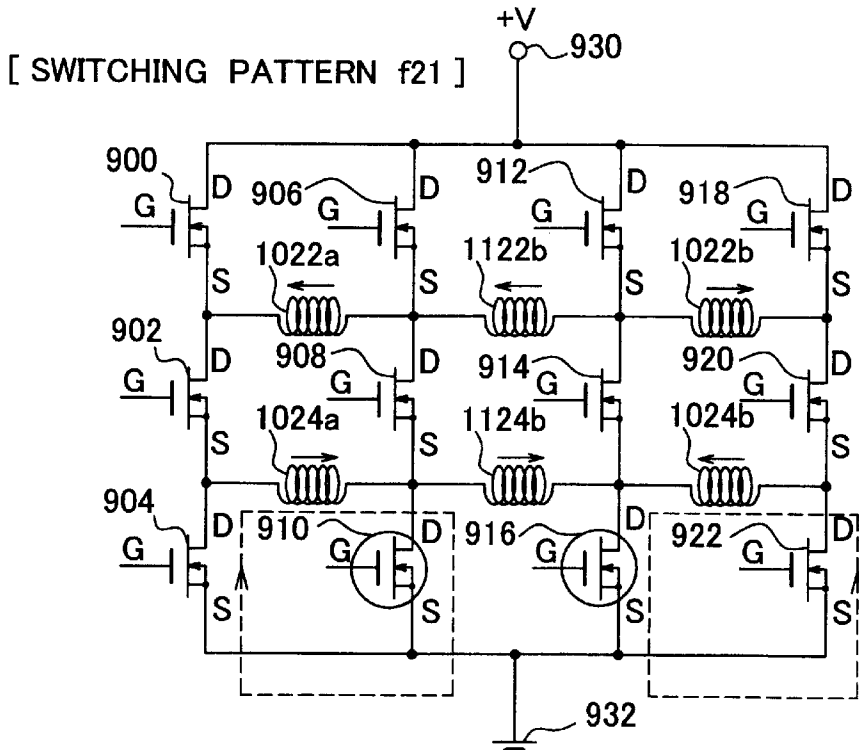 +V
930
[ SWITCHING PATTERN f21 ]
900
D
906
D
912
D
918
D
G
G
G
G
S
S
S
S
1022a
1122b
1022b
902
D
908
D
914
D
920
D
G
G
G
G
S
S
S
S
1024a
1124b
1024b
904
D
910
D
916
D
922
D
G
G
G
G
S
S
S
S
932